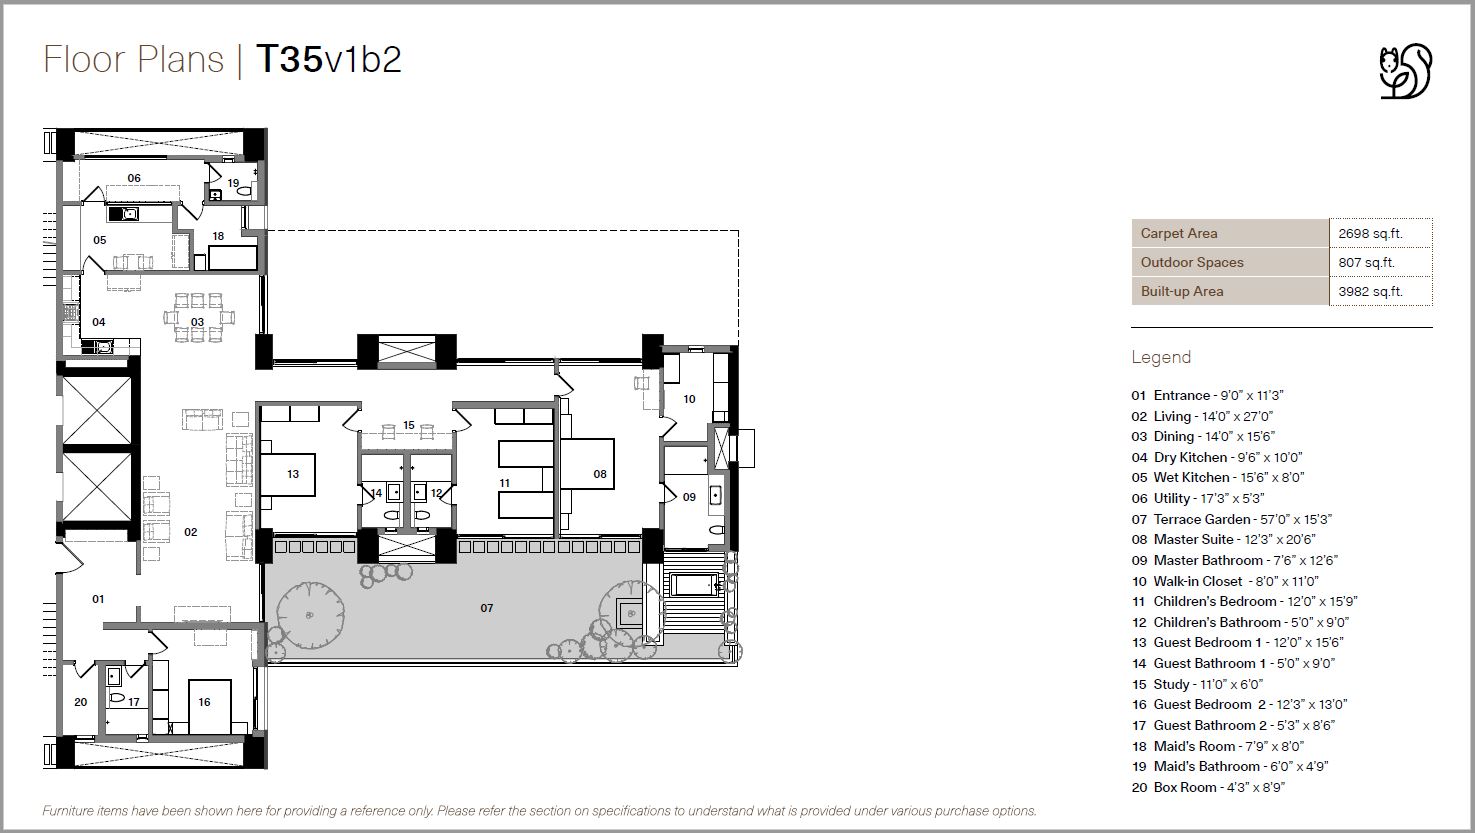 Floor Plans | T35v1b2
06
19
05
18
04
03
10
15
13
14
12
11
08
09
02
01
07
20
17
16
Carpet Area 2698 sq.ft.
Outdoor Spaces 807 sq.ft.
Built-up Area 3982 sq.ft.
Legend
01 Entrance - 9'0" x 11'3"
02 Living - 14'0" x 27'0"
03 Dining - 14'0" x 15'6"
04 Dry Kitchen - 9'6" x 10'0"
05 Wet Kitchen - 15'6" x 8'0"
06 Utility - 17'3" x 5'3"
07 Terrace Garden - 57'0" x 15'3"
08 Master Suite - 12'3" x 20'6"
09 Master Bathroom - 7'6" x 12'6"
10 Walk-in Closet - 8'0" x 11'0"
11 Children's Bedroom - 12'0" x 15'9"
12 Children's Bathroom - 5'0" x 9'0"
13 Guest Bedroom 1 - 12'0" x 15'6"
14 Guest Bathroom 1 - 5'0" x 9'0"
15 Study - 11'0" x 6'0"
16 Guest Bedroom 2 - 12'3" x 13'0"
17 Guest Bathroom 2 - 5'3" x 8'6"
18 Maid's Room - 7'9" x 8'0"
19 Maid's Bathroom - 6'0" x 4'9"
20 Box Room - 4'3" x 8'9"
Furniture items have been shown here for providing a reference only. Please refer the section on specifications to understand what is provided under various purchase options.